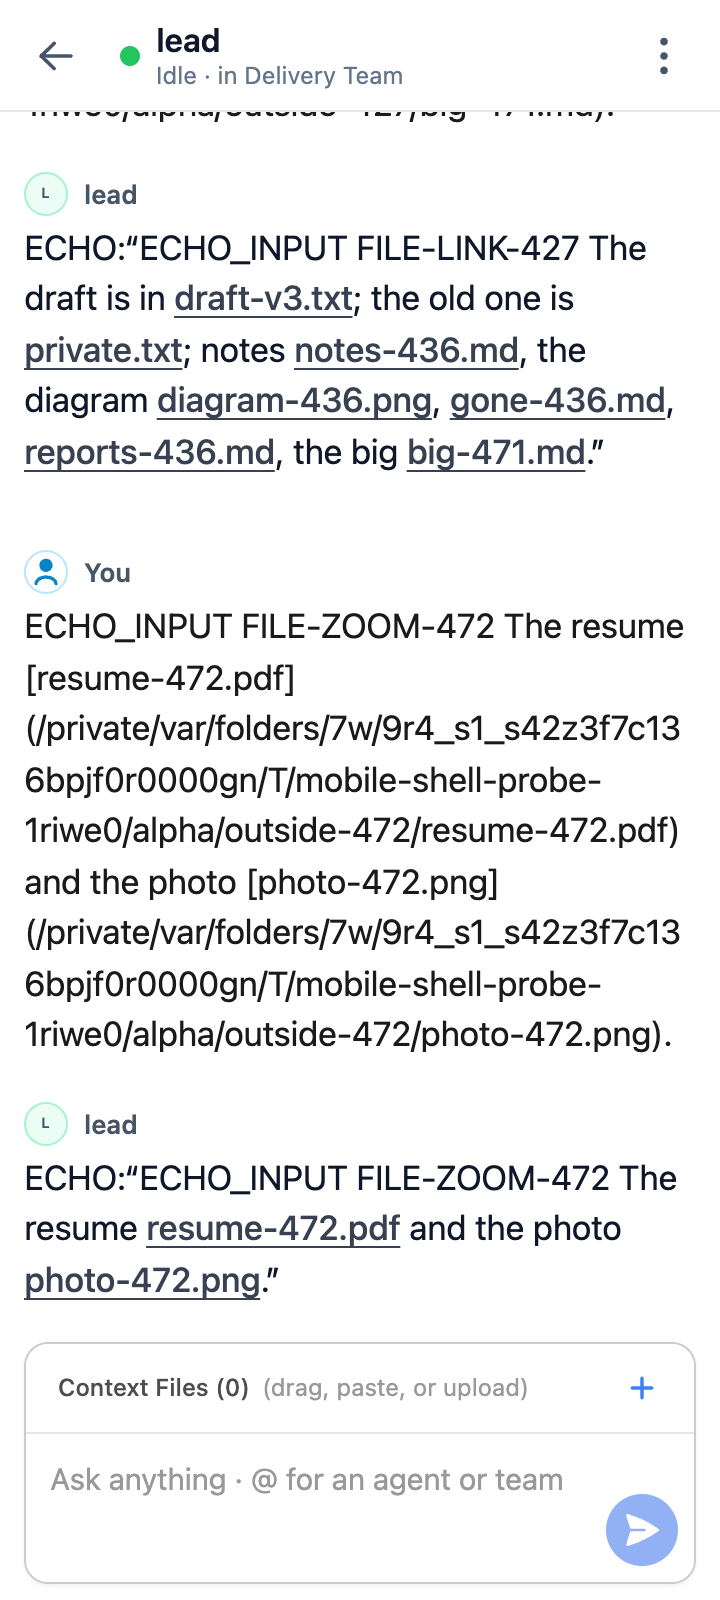 lead
Idle · in Delivery Team
lead
ECHO:“ECHO_INPUT FILE-LINK-427 The
draft is in draft-v3.txt; the old one is
private.txt; notes notes-436.md, the
diagram diagram-436.png, gone-436.md,
reports-436.md, the big big-471.md.”
You
ECHO_INPUT FILE-ZOOM-472 The resume
[resume-472.pdf]
(/private/var/folders/7w/9r4_s1_s42z3f7c13
6bpjf0r0000gn/T/mobile-shell-probe-
1riwe0/alpha/outside-472/resume-472.pdf)
and the photo [photo-472.png]
(/private/var/folders/7w/9r4_s1_s42z3f7c13
6bpjf0r0000gn/T/mobile-shell-probe-
1riwe0/alpha/outside-472/photo-472.png).
L
lead
ECHO:“ECHO_INPUT FILE-ZOOM-472 The
resume resume-472.pdf and the photo
photo-472.png.”
Context Files (0) (drag, paste, or upload)
Ask anything · @ for an agent or team